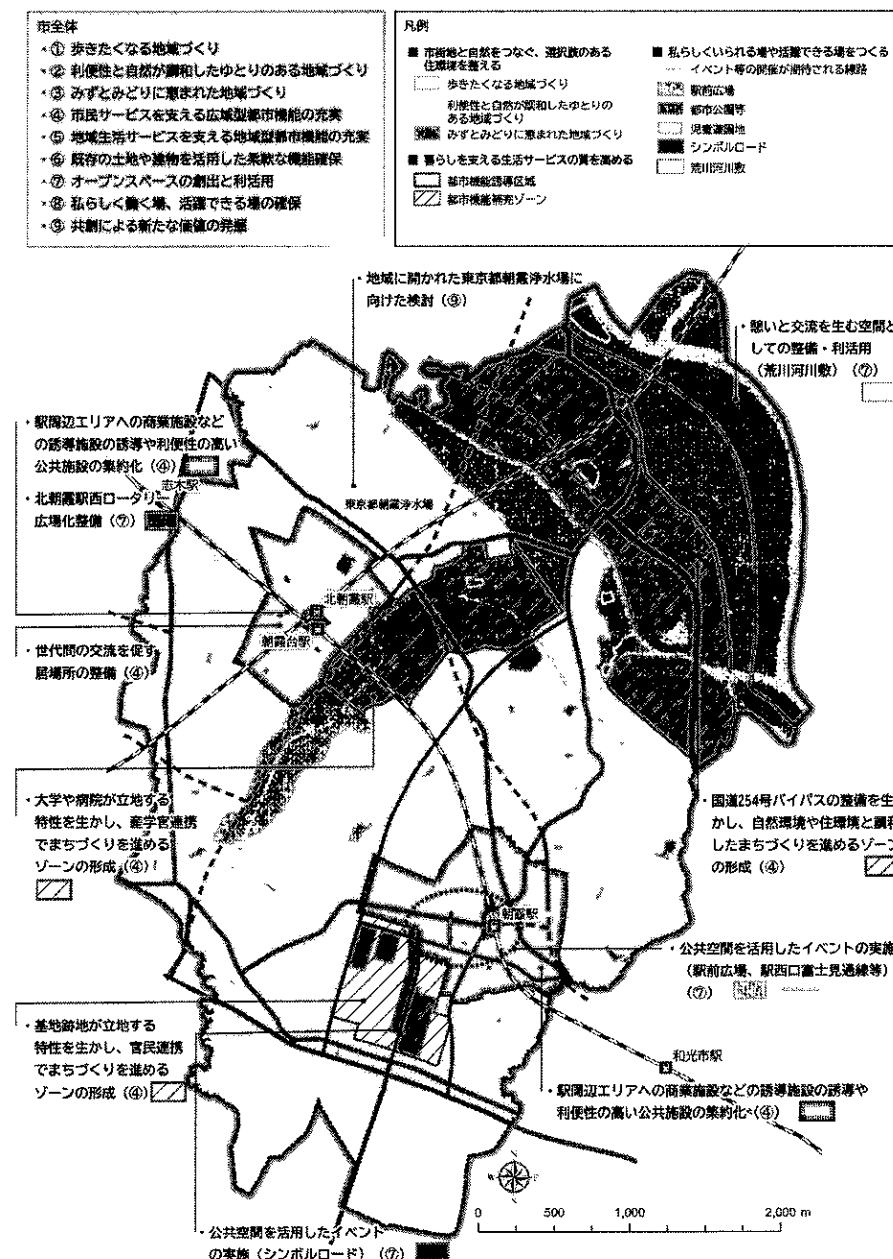 市全体
・① 歩きたくなる地域づくり
・② 利便性と自然が調和したゆとりのある地域づくり
・③ みずとみどりに恵まれた地域づくり
・④ 市民サービスを支える広域型都市機能の充実
・⑤ 地域生活サービスを支える地域型都市機能の充実
・⑥ 既存の土地や建物を活用した柔軟な機能確保
・⑦ オープンスペースの創出と利活用
・⑧ 私らしく働く場、活躍できる場の確保
・⑨ 共創による新たな価値の発揚
凡例
■ 市街地と自然をつなぐ、選択肢のある
住環境を整える
歩きたくなる地域づくり
利便性と自然が調和したゆとりの
ある地域づくり
みずとみどりに恵まれた地域づくり
■ 暮らしを支える生活サービスの質を高める
都市機能誘導区域
都市機能補完ゾーン
■ 私らしくいられる場や活躍できる場をつくる
イベント等の開催が期待される線路
駅前広場
都市公園等
児童遊園地
シンボルロード
荒川河川敷
・地域に開かれた東京都朝霞浄水場に
向けた検討（⑨）
・憩いと交流を生む空間と
しての整備・利活用
（荒川河川敷）（⑦）
・駅周辺エリアへの商業施設など
の誘導施設の誘導や利便性の高い
公共施設の集約化（④）
志木駅
・北朝霞駅西口ロータリー
広場化整備（⑦）
東京都朝霞浄水場
北朝霞駅
朝霞台駅
・世代間の交流を促す
居場所の整備（④）
・大学や病院が立地する
特性を生かし、産学官連携
でまちづくりを進める
ゾーンの形成（④）
・国道254号バイパスの整備を生
かし、自然環境や住環境と調和
したまちづくりを進めるゾーン
の形成（④）
朝霞駅
・公共空間を活用したイベントの実施
（駅前広場、駅西口富士見通線等）
（⑦）
・基地跡地が立地する
特性を生かし、官民連携
でまちづくりを進める
ゾーンの形成（④）
和光市駅
・駅周辺エリアへの商業施設などの誘導施設の誘導や
利便性の高い公共施設の集約化（④）
・公共空間を活用したイベント
の実施（シンボルロード）（⑦）
0 500 1,000 2,000 m